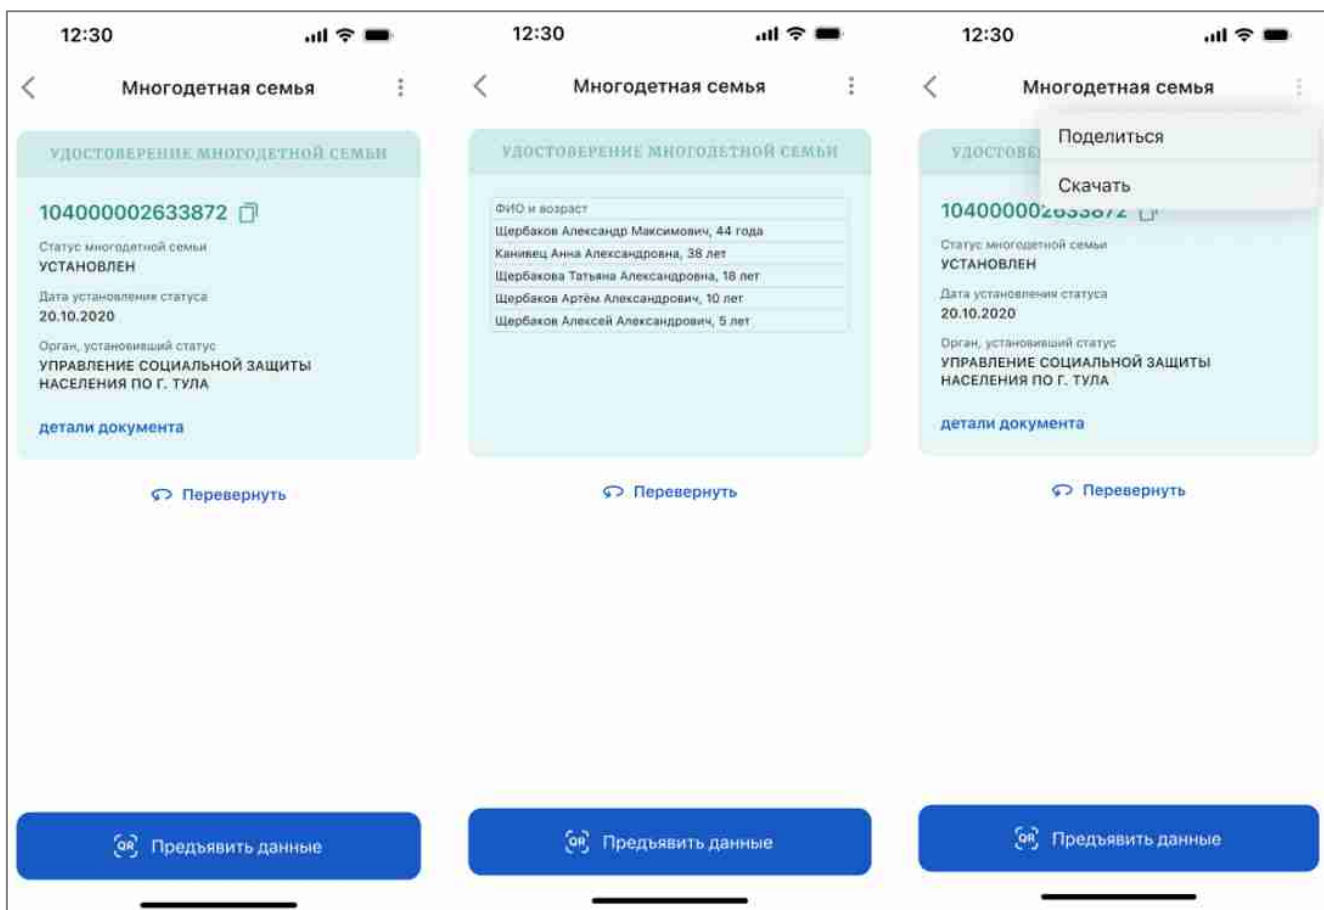 12:30
Многодетная семья
УДОСТОВЕРЕНИЕ МНОГОДЕТНОЙ СЕМЬИ
104000002633872
Статус многодетной семьи
УСТАНОВЛЕН
Дата установления статуса
20.10.2020
Орган, установивший статус
УПРАВЛЕНИЕ СОЦИАЛЬНОЙ ЗАЩИТЫ
НАСЕЛЕНИЯ ПО Г. ТУЛА
детали документа
Перевернуть
QR Предъявить данные
12:30
Многодетная семья
УДОСТОВЕРЕНИЕ МНОГОДЕТНОЙ СЕМЬИ
ФИО и возраст
Щербаков Александр Максимович, 44 года
Канивец Анна Александровна, 38 лет
Щербакова Татьяна Александровна, 18 лет
Щербаков Артём Александрович, 10 лет
Щербаков Алексей Александрович, 5 лет
Перевернуть
QR Предъявить данные
12:30
Многодетная семья
Поделиться
Скачать
104000002633872
Статус многодетной семьи
УСТАНОВЛЕН
Дата установления статуса
20.10.2020
Орган, установивший статус
УПРАВЛЕНИЕ СОЦИАЛЬНОЙ ЗАЩИТЫ
НАСЕЛЕНИЯ ПО Г. ТУЛА
детали документа
Перевернуть
QR Предъявить данные